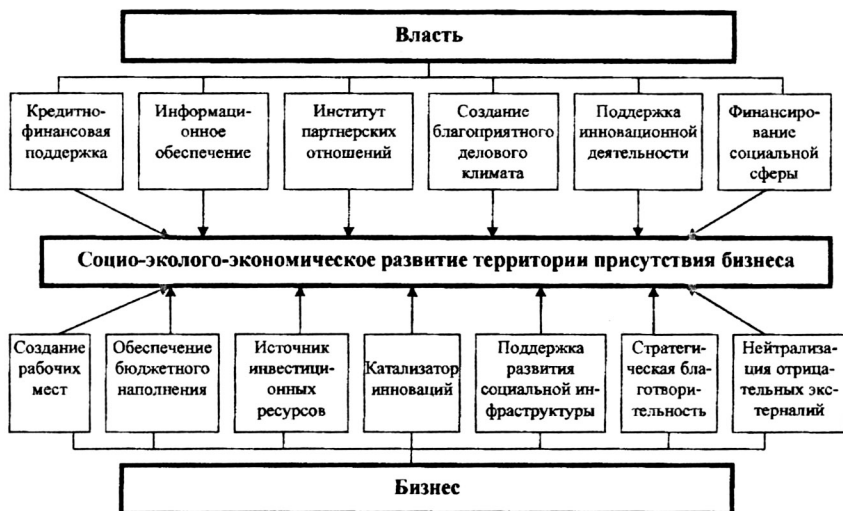 Власть
Кредитно-
финансовая
поддержка
Информаци-
онное
обеспечение
Институт
партнерских
отношений
Создание
благоприятного
делового
климата
Поддержка
инновационной
деятельности
Финансиро-
вание
социальной
сферы
Социо-эколого-экономическое развитие территории присутствия бизнеса
Создание
рабочих
мест
Обеспечение
бюджетного
наполнения
Источник
инвестици-
онных
ресурсов
Катализатор
инноваций
Поддержка
развития
социальной ин-
фраструктуры
Стратеги-
ческая бла-
готвори-
тельность
Нейтрализа-
ция отрица-
тельных экс-
терналий
Бизнес